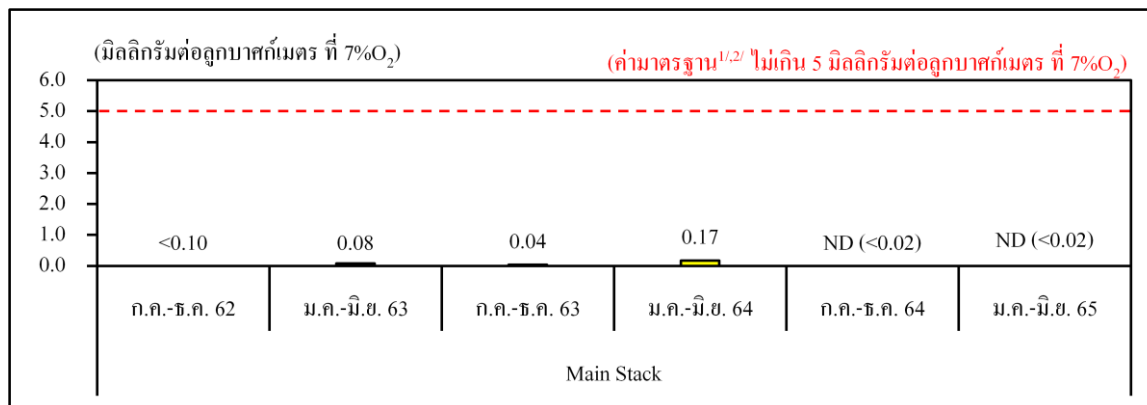 (มิลลิกรัมต่อลูกบาศก์เมตร ที่ 7%O₂)
(ค่ามาตรฐาน¹/,²/ ไม่เกิน 5 มิลลิกรัมต่อลูกบาศก์เมตร ที่ 7%O₂)
6.0
5.0
4.0
3.0
2.0
1.0
0.0
<0.10 0.08 0.04 0.17 ND (<0.02) ND (<0.02)
ก.ค.-ธ.ค. 62 ม.ค.-มิ.ย. 63 ก.ค.-ธ.ค. 63 ม.ค.-มิ.ย. 64 ก.ค.-ธ.ค. 64 ม.ค.-มิ.ย. 65
Main Stack